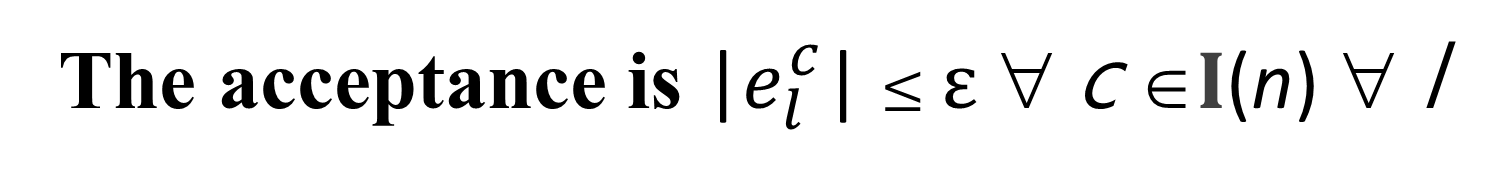 The acceptance is |e_l^c| ≤ ε ∀ c ∈I(n) ∀ l